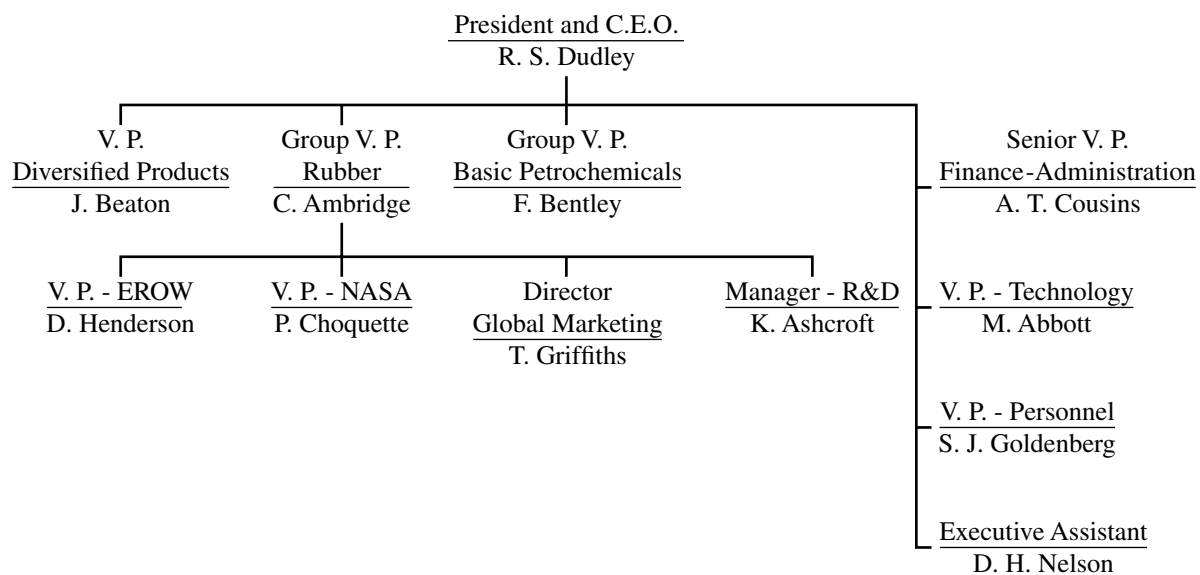 President and C.E.O.
R. S. Dudley
V. P.
Diversified Products
J. Beaton
Group V. P.
Rubber
C. Ambridge
Group V. P.
Basic Petrochemicals
F. Bentley
Senior V. P.
Finance-Administration
A. T. Cousins
V. P. - EROW
D. Henderson
V. P. - NASA
P. Choquette
Director
Global Marketing
T. Griffiths
Manager - R&D
K. Ashcroft
V. P. - Technology
M. Abbott
V. P. - Personnel
S. J. Goldenberg
Executive Assistant
D. H. Nelson